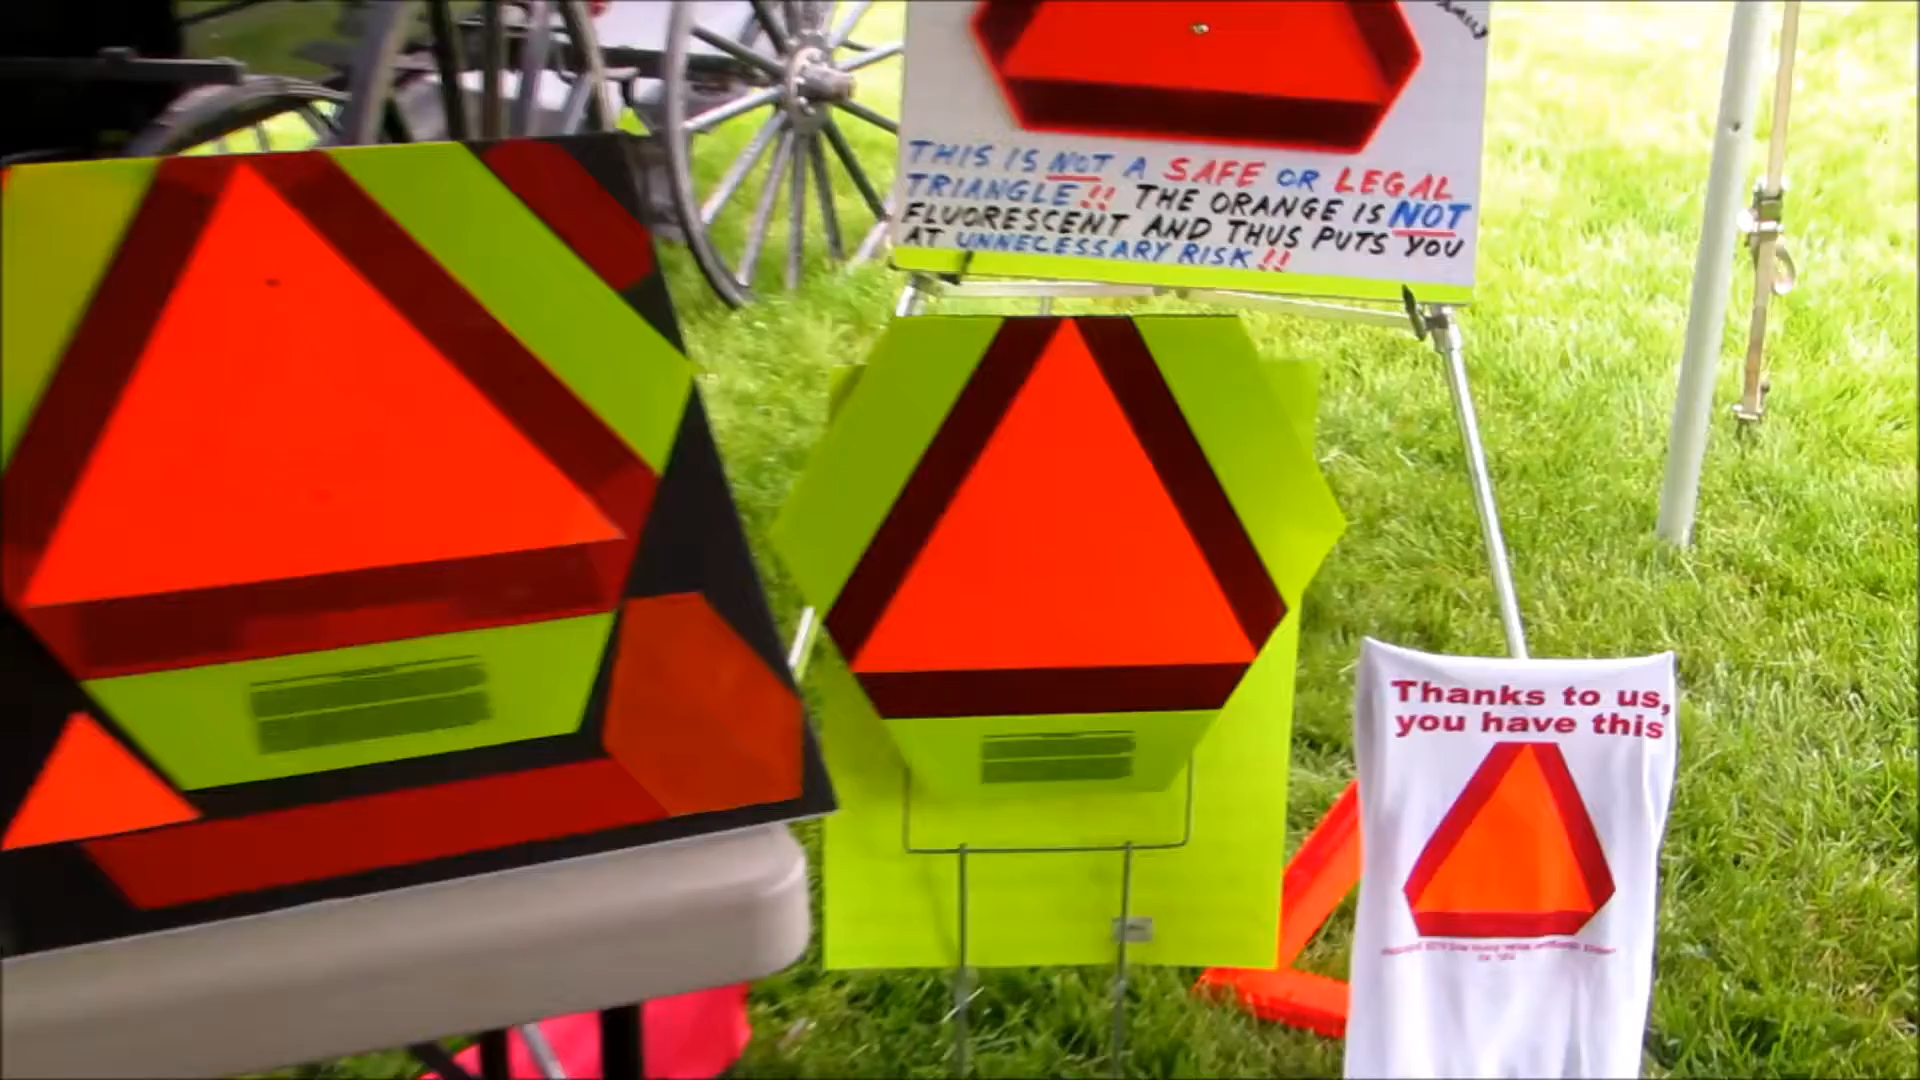 THIS IS NOT A SAFE OR LEGAL
TRIANGLE!! THE ORANGE IS NOT
FLUORESCENT AND THUS PUTS YOU
AT UNNECESSARY RISK!!
Thanks to us,
you have this